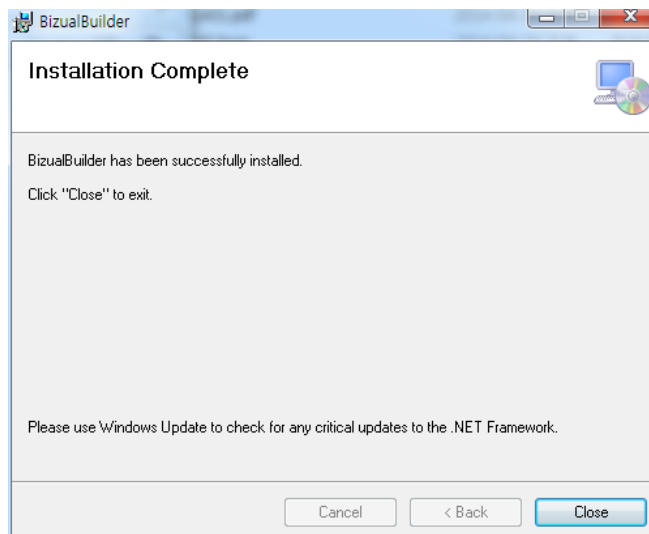 BizualBuilder
Installation Complete
BizualBuilder has been successfully installed.
Click "Close" to exit.
Please use Windows Update to check for any critical updates to the .NET Framework.
Cancel
< Back
Close